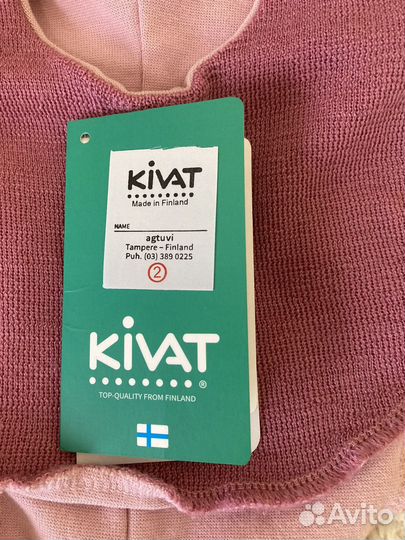 KiVAT
Made in Finland
NAME
agtuvi
Tampere – Finland
Puh. (03) 389 0225
2
KiVAT®
TOP-QUALITY FROM FINLAND
Avito